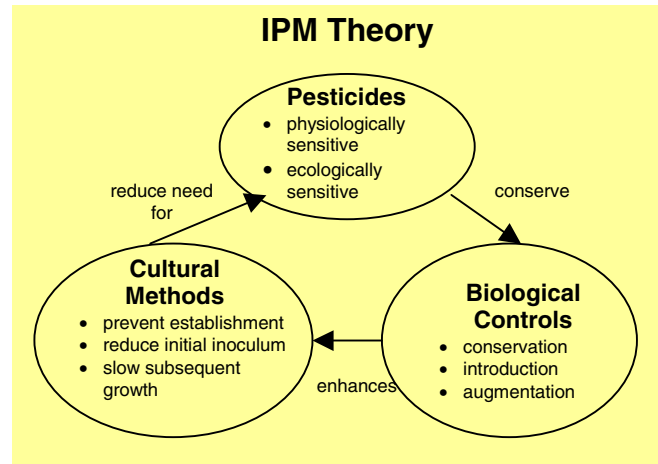 IPM Theory
Pesticides
• physiologically
sensitive
• ecologically
sensitive
reduce need
for
conserve
Cultural
Methods
• prevent establishment
• reduce initial inoculum
• slow subsequent
growth
Biological
Controls
• conservation
• introduction
• augmentation
enhances